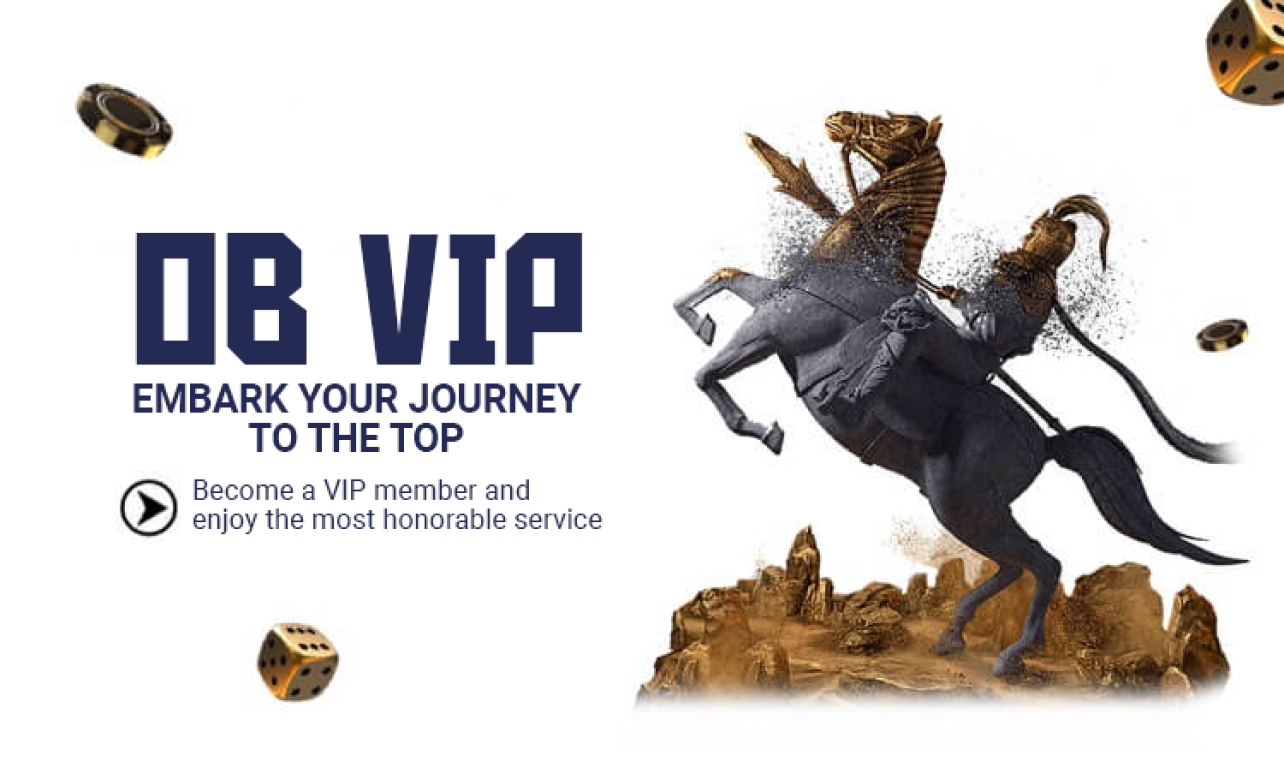 OB VIP
EMBARK YOUR JOURNEY
TO THE TOP
Become a VIP member and
enjoy the most honorable service